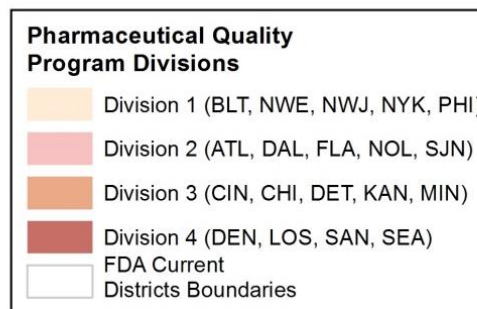 Pharmaceutical Quality
Program Divisions
Division 1 (BLT, NWE, NWJ, NYK, PHI)
Division 2 (ATL, DAL, FLA, NOL, SJN)
Division 3 (CIN, CHI, DET, KAN, MIN)
Division 4 (DEN, LOS, SAN, SEA)
FDA Current
Districts Boundaries